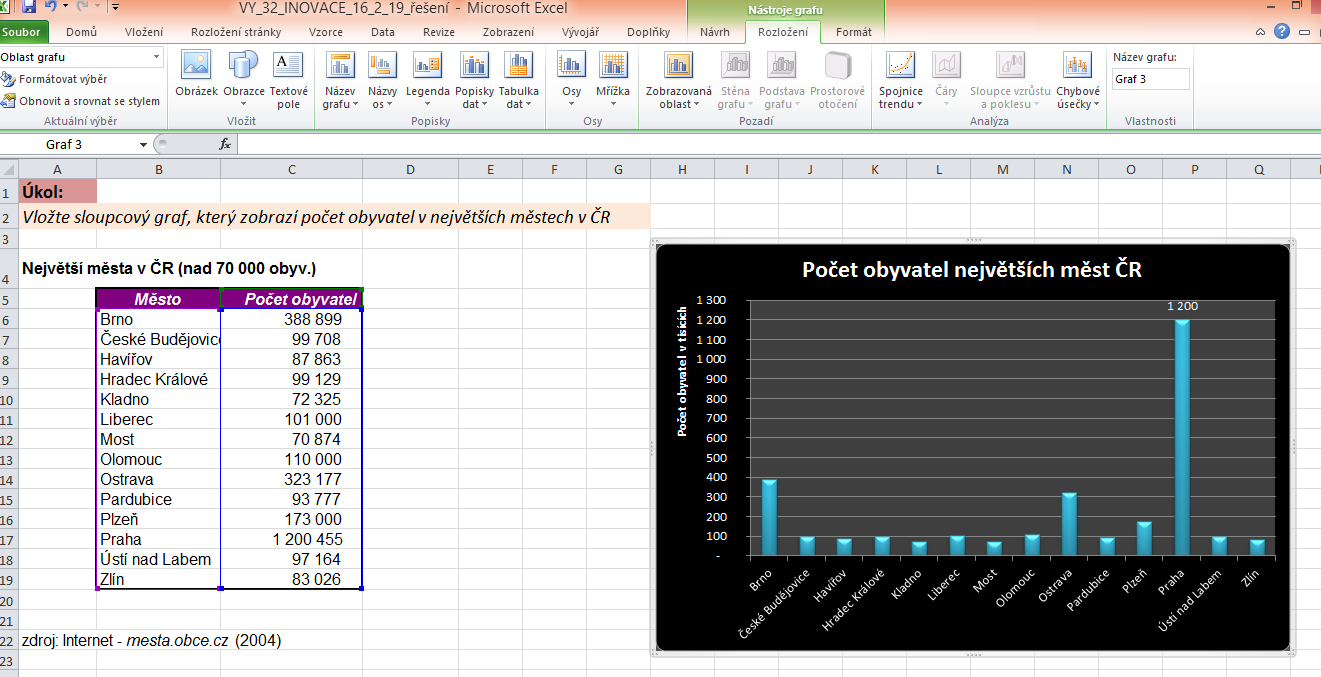 VY_32_INOVACE_16_2_19_řešení - Microsoft Excel
Nástroje grafu
Soubor Domů Vložení Rozložení stránky Vzorce Data Revize Zobrazení Vývojář Doplňky Návrh Rozložení Formát
Oblast grafu
Formátovat výběr
Obnovit a srovnat se stylem
Aktuální výběr
Obrázek
Obrazce
Textové pole
Vložit
Název grafu
Názvy os
Legenda
Popisky dat
Tabulka dat
Popisky
Osy
Mřížka
Osy
Zobrazovaná oblast
Stěna grafu
Podstava grafu
Prostorové otočení
Pozadí
Spojnice trendu
Čáry
Sloupce vzrůstu a poklesu
Chybové úsečky
Analýza
Název grafu:
Graf 3
Vlastnosti
Graf 3
fx
A B C D E F G H I J K L M N O P Q
1 Úkol:
2 Vložte sloupcový graf, který zobrazí počet obyvatel v největších městech v ČR
3
4 Největší města v ČR (nad 70 000 obyv.)
5 Město Počet obyvatel
6 Brno 388 899
7 České Budějovic 99 708
8 Havířov 87 863
9 Hradec Králové 99 129
10 Kladno 72 325
11 Liberec 101 000
12 Most 70 874
13 Olomouc 110 000
14 Ostrava 323 177
15 Pardubice 93 777
16 Plzeň 173 000
17 Praha 1 200 455
18 Ústí nad Labem 97 164
19 Zlín 83 026
20
21
22 zdroj: Internet - mesta.obce.cz (2004)
23
Počet obyvatel největších měst ČR
Počet obyvatel v tisících
1 300
1 200
1 100
1 000
900
800
700
600
500
400
300
200
100
-
1 200
Brno
České Budějovice
Havířov
Hradec Králové
Kladno
Liberec
Most
Olomouc
Ostrava
Pardubice
Plzeň
Praha
Ústí nad Labem
Zlín